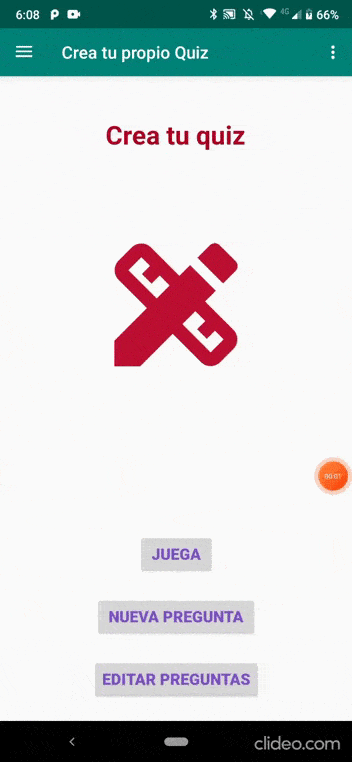 6:08 4G 66%
Crea tu propio Quiz
Crea tu quiz
00:01
JUEGA
NUEVA PREGUNTA
EDITAR PREGUNTAS
clideo.com